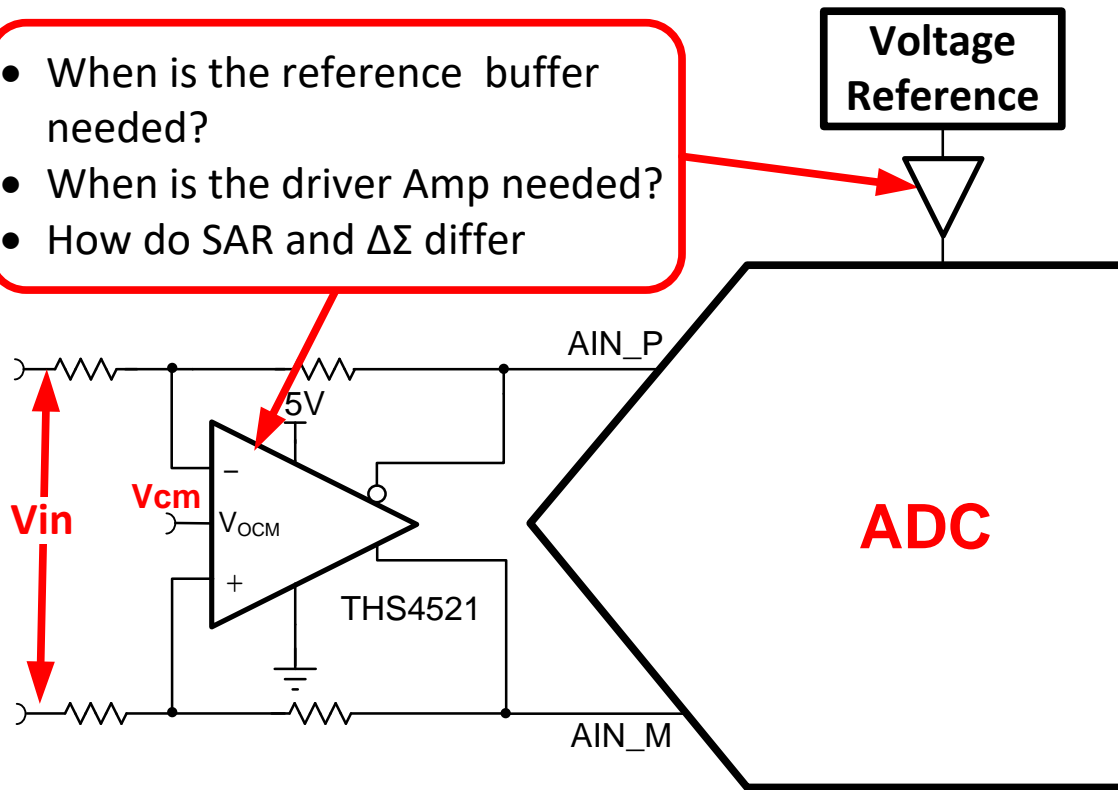 • When is the reference  buffer
needed?
• When is the driver Amp needed?
• How do SAR and ΔΣ differ
Voltage
Reference
AIN_P
5V
−
Vcm
VOCM
Vin
+
THS4521
ADC
AIN_M